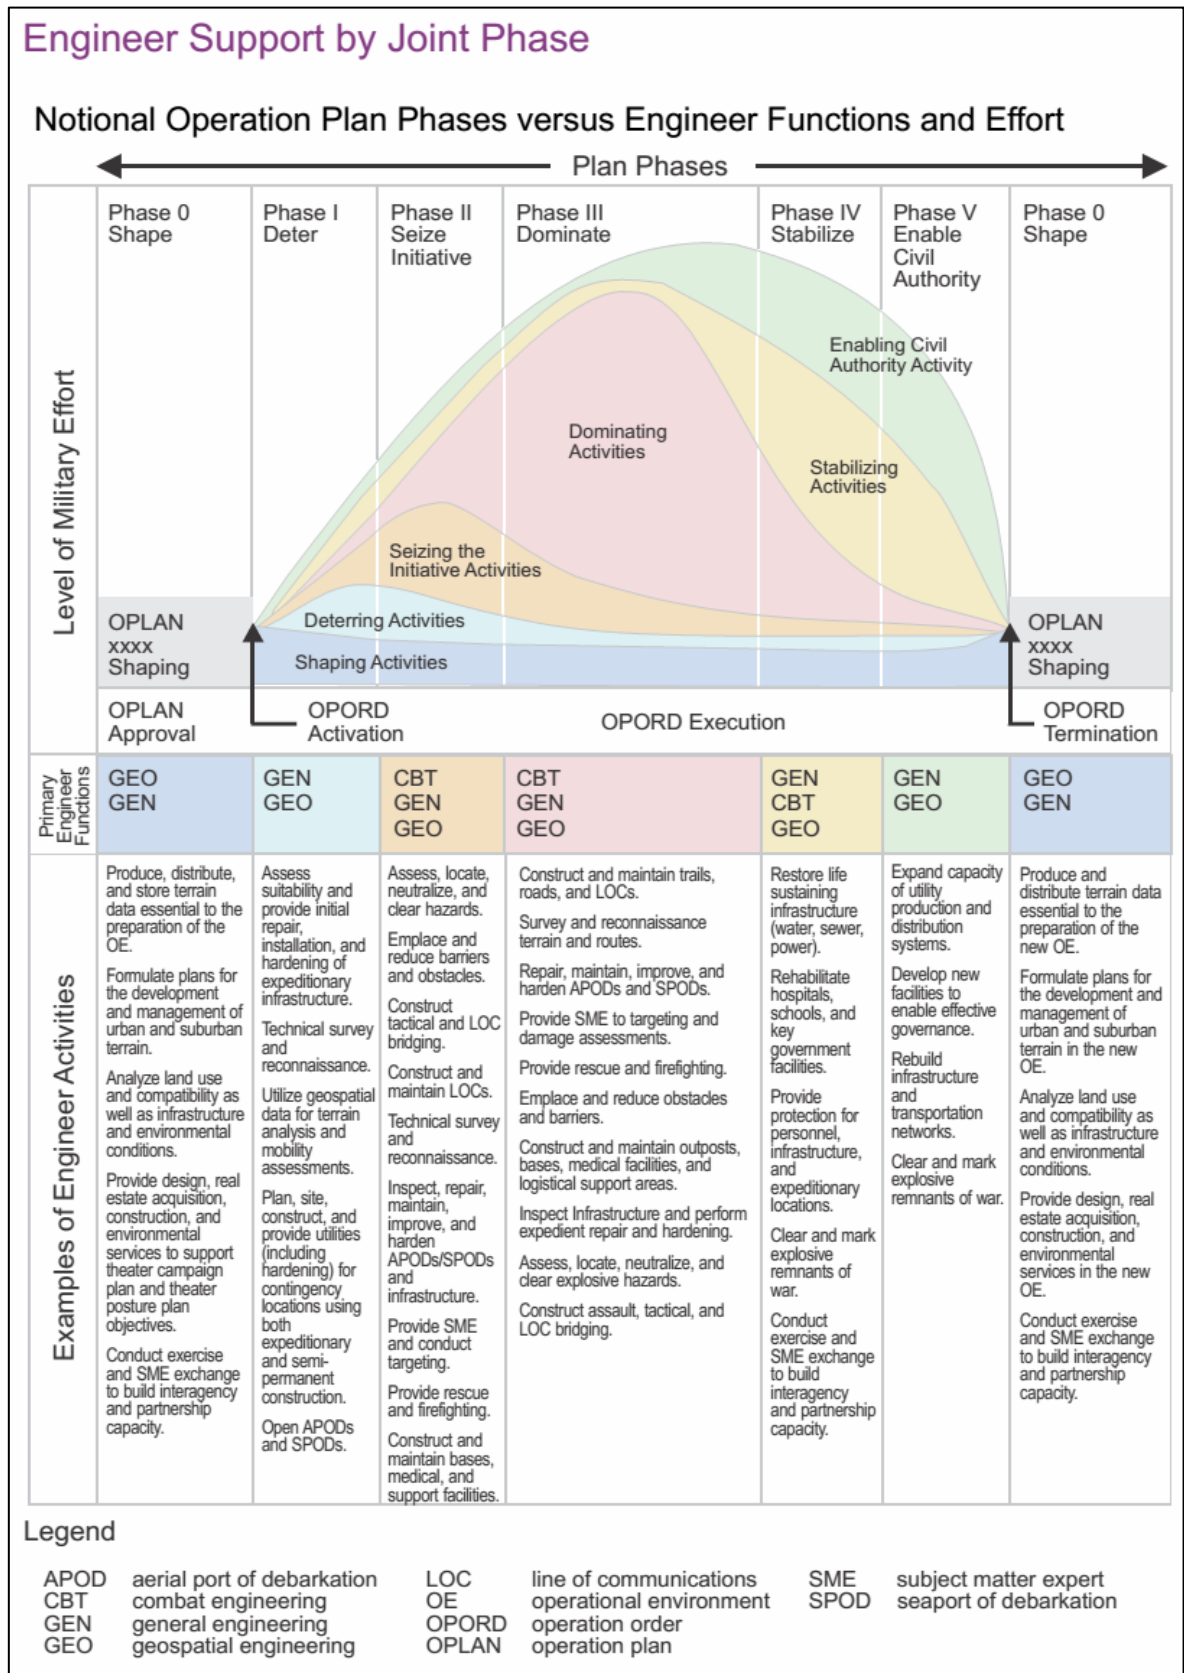 Engineer Support by Joint Phase
Notional Operation Plan Phases versus Engineer Functions and Effort
Plan Phases
Level of Military Effort
Phase 0
Shape
Phase I
Deter
Phase II
Seize
Initiative
Phase III
Dominate
Phase IV
Stabilize
Phase V
Enable
Civil
Authority
Phase 0
Shape
Enabling Civil
Authority Activity
Dominating
Activities
Stabilizing
Activities
Seizing the
Initiative Activities
Deterring Activities
Shaping Activities
OPLAN
xxxx
Shaping
OPLAN
xxxx
Shaping
OPLAN
Approval
OPORD
Activation
OPORD Execution
OPORD
Termination
Primary
Engineer
Functions
GEO
GEN
GEN
GEO
CBT
GEN
GEO
CBT
GEN
GEO
GEN
CBT
GEO
GEN
GEO
GEO
GEN
Examples of Engineer Activities
Produce, distribute,
and store terrain
data essential to the
preparation of the
OE.
Formulate plans for
the development
and management of
urban and suburban
terrain.
Analyze land use
and compatibility as
well as infrastructure
and environmental
conditions.
Provide design, real
estate acquisition,
construction, and
environmental
services to support
theater campaign
plan and theater
posture plan
objectives.
Conduct exercise
and SME exchange
to build interagency
and partnership
capacity.
Assess
suitability and
provide initial
repair,
installation, and
hardening of
expeditionary
infrastructure.
Technical survey
and
reconnaissance.
Utilize geospatial
data for terrain
analysis and
mobility
assessments.
Plan, site,
construct, and
provide utilities
(including
hardening) for
contingency
locations using
both
expeditionary
and semi-
permanent
construction.
Open APODs
and SPODs.
Assess, locate,
neutralize, and
clear hazards.
Emplace and
reduce barriers
and obstacles.
Construct
tactical and LOC
bridging.
Construct and
maintain LOCs.
Technical survey
and
reconnaissance.
Inspect, repair,
maintain,
improve, and
harden
APODs/SPODs
and
infrastructure.
Provide SME
and conduct
targeting.
Provide rescue
and firefighting.
Construct and
maintain bases,
medical, and
support facilities.
Construct and maintain trails,
roads, and LOCs.
Survey and reconnaissance
terrain and routes.
Repair, maintain, improve, and
harden APODs and SPODs.
Provide SME to targeting and
damage assessments.
Provide rescue and firefighting.
Emplace and reduce obstacles
and barriers.
Construct and maintain outposts,
bases, medical facilities, and
logistical support areas.
Inspect Infrastructure and perform
expedient repair and hardening.
Assess, locate, neutralize, and
clear explosive hazards.
Construct assault, tactical, and
LOC bridging.
Restore life
sustaining
infrastructure
(water, sewer,
power).
Rehabilitate
hospitals,
schools, and
key
government
facilities.
Provide
protection for
personnel,
infrastructure,
and
expeditionary
locations.
Clear and mark
explosive
remnants of
war.
Conduct
exercise and
SME exchange
to build
interagency
and partnership
capacity.
Expand capacity
of utility
production and
distribution
systems.
Develop new
facilities to
enable effective
governance.
Rebuild
infrastructure
and
transportation
networks.
Clear and mark
explosive
remnants of war.
Produce and
distribute terrain data
essential to the
preparation of the
new OE.
Formulate plans for
the development and
management of
urban and suburban
terrain in the new
OE.
Analyze land use
and compatibility as
well as infrastructure
and environmental
conditions.
Provide design, real
estate acquisition,
construction, and
environmental
services in the new
OE.
Conduct exercise
and SME exchange
to build interagency
and partnership
capacity.
Legend
APOD aerial port of debarkation
CBT combat engineering
GEN general engineering
GEO geospatial engineering
LOC line of communications
OE operational environment
OPORD operation order
OPLAN operation plan
SME subject matter expert
SPOD seaport of debarkation